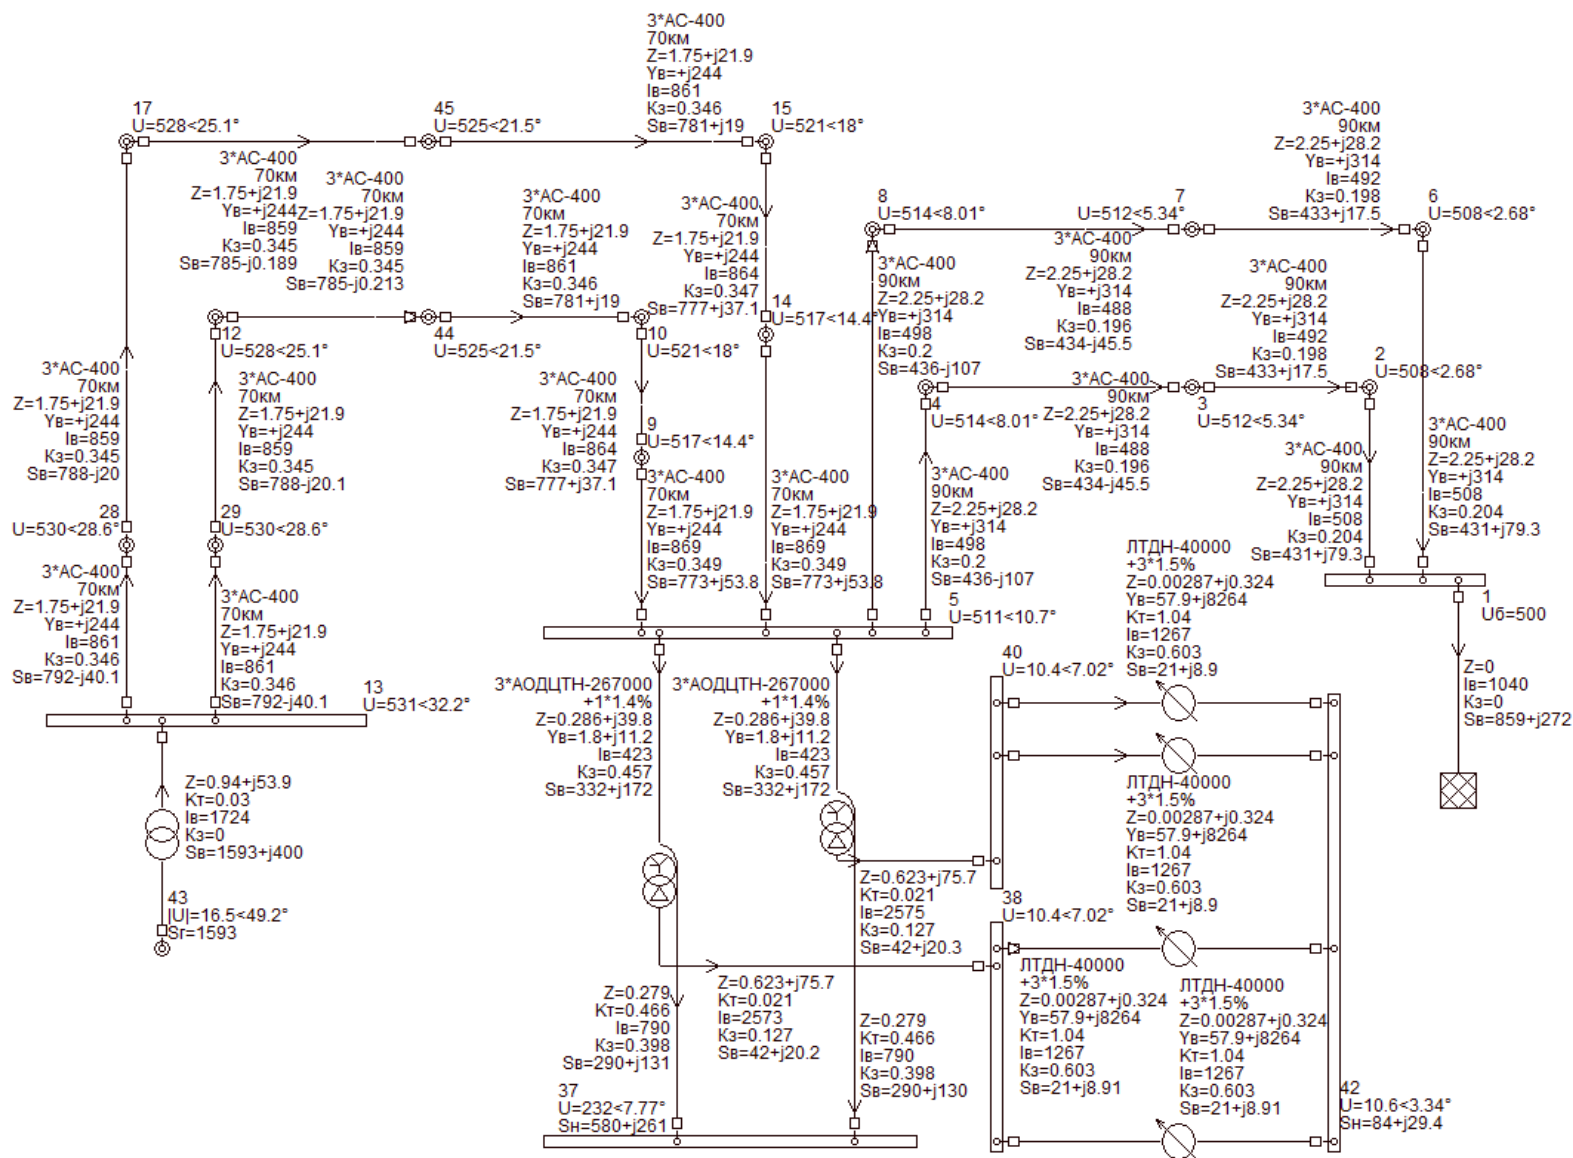 3*АС-400
70км
Z=1.75+j21.9
Yв=+j244
Iв=861
Кз=0.346
Sв=781+j19
17
U=528<25.1°
45
U=525<21.5°
15
U=521<18°
3*АС-400
90км
Z=2.25+j28.2
Yв=+j314
Iв=492
Кз=0.198
Sв=433+j17.5
3*АС-400
70км
Z=1.75+j21.9
Yв=+j244
Iв=859
Кз=0.345
Sв=785-j0.189
3*АС-400
70км
Z=1.75+j21.9
Yв=+j244
Iв=859
Кз=0.345
Sв=785-j0.213
3*АС-400
70км
Z=1.75+j21.9
Yв=+j244
Iв=861
Кз=0.346
Sв=781+j19
3*АС-400
70км
Z=1.75+j21.9
Yв=+j244
Iв=864
Кз=0.347
Sв=777+j37.1
8
U=514<8.01°
7
U=512<5.34°
6
U=508<2.68°
3*АС-400
90км
Z=2.25+j28.2
Yв=+j314
Iв=498
Кз=0.2
Sв=436-j107
3*АС-400
90км
Z=2.25+j28.2
Yв=+j314
Iв=488
Кз=0.196
Sв=434-j45.5
3*АС-400
90км
Z=2.25+j28.2
Yв=+j314
Iв=492
Кз=0.198
Sв=433+j17.5
12
U=528<25.1°
44
U=525<21.5°
10
U=521<18°
14
U=517<14.4°
2
U=508<2.68°
3*АС-400
70км
Z=1.75+j21.9
Yв=+j244
Iв=859
Кз=0.345
Sв=788-j20
3*АС-400
70км
Z=1.75+j21.9
Yв=+j244
Iв=859
Кз=0.345
Sв=788-j20.1
3*АС-400
70км
Z=1.75+j21.9
Yв=+j244
Iв=864
Кз=0.347
Sв=777+j37.1
9
U=517<14.4°
4
U=514<8.01°
3*АС-400
90км
Z=2.25+j28.2
Yв=+j314
Iв=488
Кз=0.196
Sв=434-j45.5
3
U=512<5.34°
3*АС-400
90км
Z=2.25+j28.2
Yв=+j314
Iв=508
Кз=0.204
Sв=431+j79.3
3*АС-400
90км
Z=2.25+j28.2
Yв=+j314
Iв=508
Кз=0.204
Sв=431+j79.3
28
U=530<28.6°
29
U=530<28.6°
3*АС-400
70км
Z=1.75+j21.9
Yв=+j244
Iв=869
Кз=0.349
Sв=773+j53.8
3*АС-400
70км
Z=1.75+j21.9
Yв=+j244
Iв=869
Кз=0.349
Sв=773+j53.8
3*АС-400
90км
Z=2.25+j28.2
Yв=+j314
Iв=498
Кз=0.2
Sв=436-j107
3*АС-400
70км
Z=1.75+j21.9
Yв=+j244
Iв=861
Кз=0.346
Sв=792-j40.1
3*АС-400
70км
Z=1.75+j21.9
Yв=+j244
Iв=861
Кз=0.346
Sв=792-j40.1
5
U=511<10.7°
ЛТДН-40000
+3*1.5%
Z=0.00287+j0.324
Yв=57.9+j8264
Кт=1.04
Iв=1267
Кз=0.603
Sв=21+j8.9
1
Uб=500
13
U=531<32.2°
3*АОДЦТН-267000
+1*1.4%
Z=0.286+j39.8
Yв=1.8+j11.2
Iв=423
Кз=0.457
Sв=332+j172
3*АОДЦТН-267000
+1*1.4%
Z=0.286+j39.8
Yв=1.8+j11.2
Iв=423
Кз=0.457
Sв=332+j172
40
U=10.4<7.02°
Z=0
Iв=1040
Кз=0
Sв=859+j272
Z=0.94+j53.9
Кт=0.03
Iв=1724
Кз=0
Sв=1593+j400
ЛТДН-40000
+3*1.5%
Z=0.00287+j0.324
Yв=57.9+j8264
Кт=1.04
Iв=1267
Кз=0.603
Sв=21+j8.9
43
|U|=16.5<49.2°
Sг=1593
Z=0.623+j75.7
Кт=0.021
Iв=2575
Кз=0.127
Sв=42+j20.3
38
U=10.4<7.02°
Z=0.279
Кт=0.466
Iв=790
Кз=0.398
Sв=290+j131
Z=0.623+j75.7
Кт=0.021
Iв=2573
Кз=0.127
Sв=42+j20.2
Z=0.279
Кт=0.466
Iв=790
Кз=0.398
Sв=290+j130
ЛТДН-40000
+3*1.5%
Z=0.00287+j0.324
Yв=57.9+j8264
Кт=1.04
Iв=1267
Кз=0.603
Sв=21+j8.91
ЛТДН-40000
+3*1.5%
Z=0.00287+j0.324
Yв=57.9+j8264
Кт=1.04
Iв=1267
Кз=0.603
Sв=21+j8.91
37
U=232<7.77°
Sн=580+j261
42
U=10.6<3.34°
Sн=84+j29.4